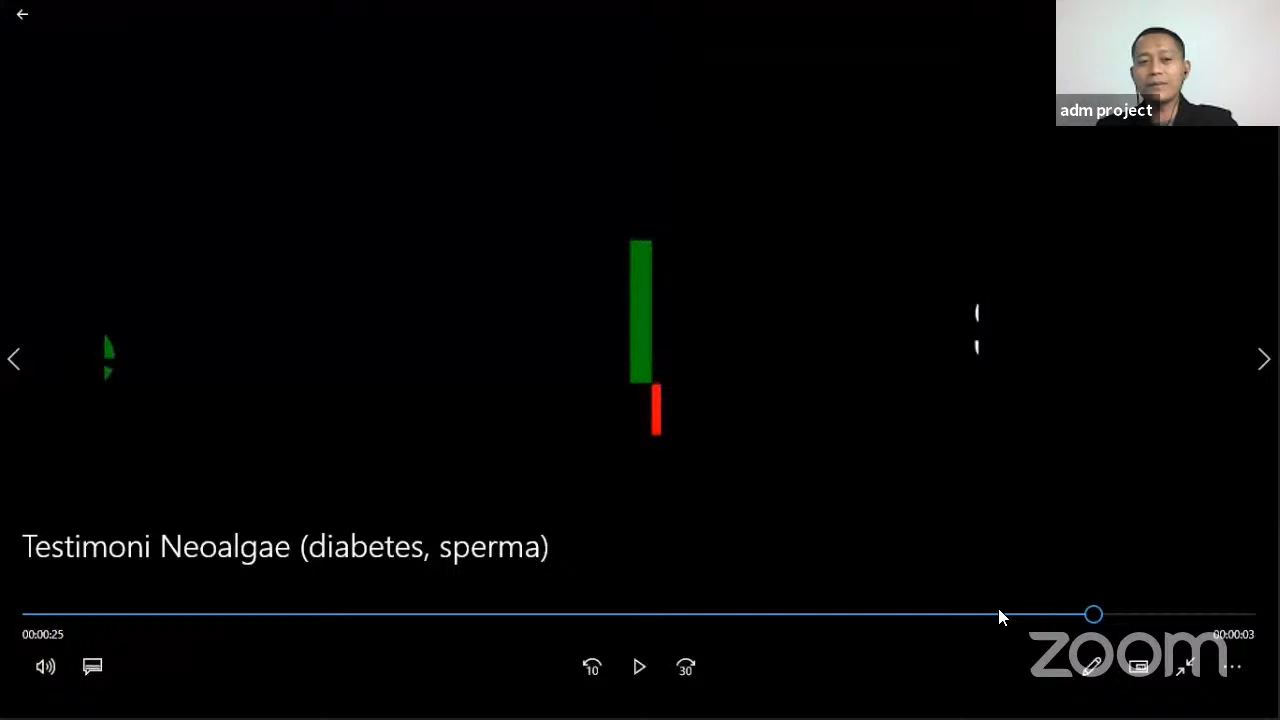 adm project
Testimoni Neoalgae (diabetes, sperma)
00:00:25
00:00:03
10
30
zoom